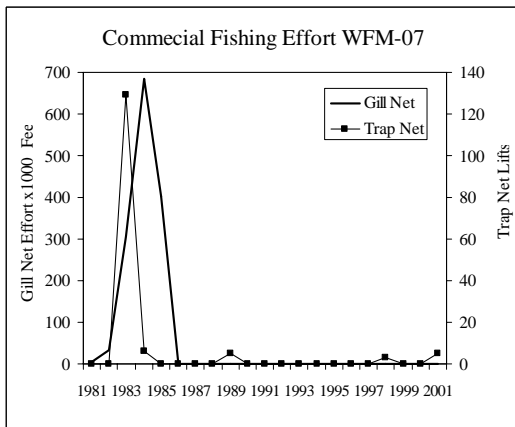 Commecial Fishing Effort WFM-07
700
600
500
400
300
200
100
0
Gill Net Effort x1000 Fee
140
120
100
80
60
40
20
0
Trap Net Lifts
Gill Net
Trap Net
1981 1983 1985 1987 1989 1991 1993 1995 1997 1999 2001